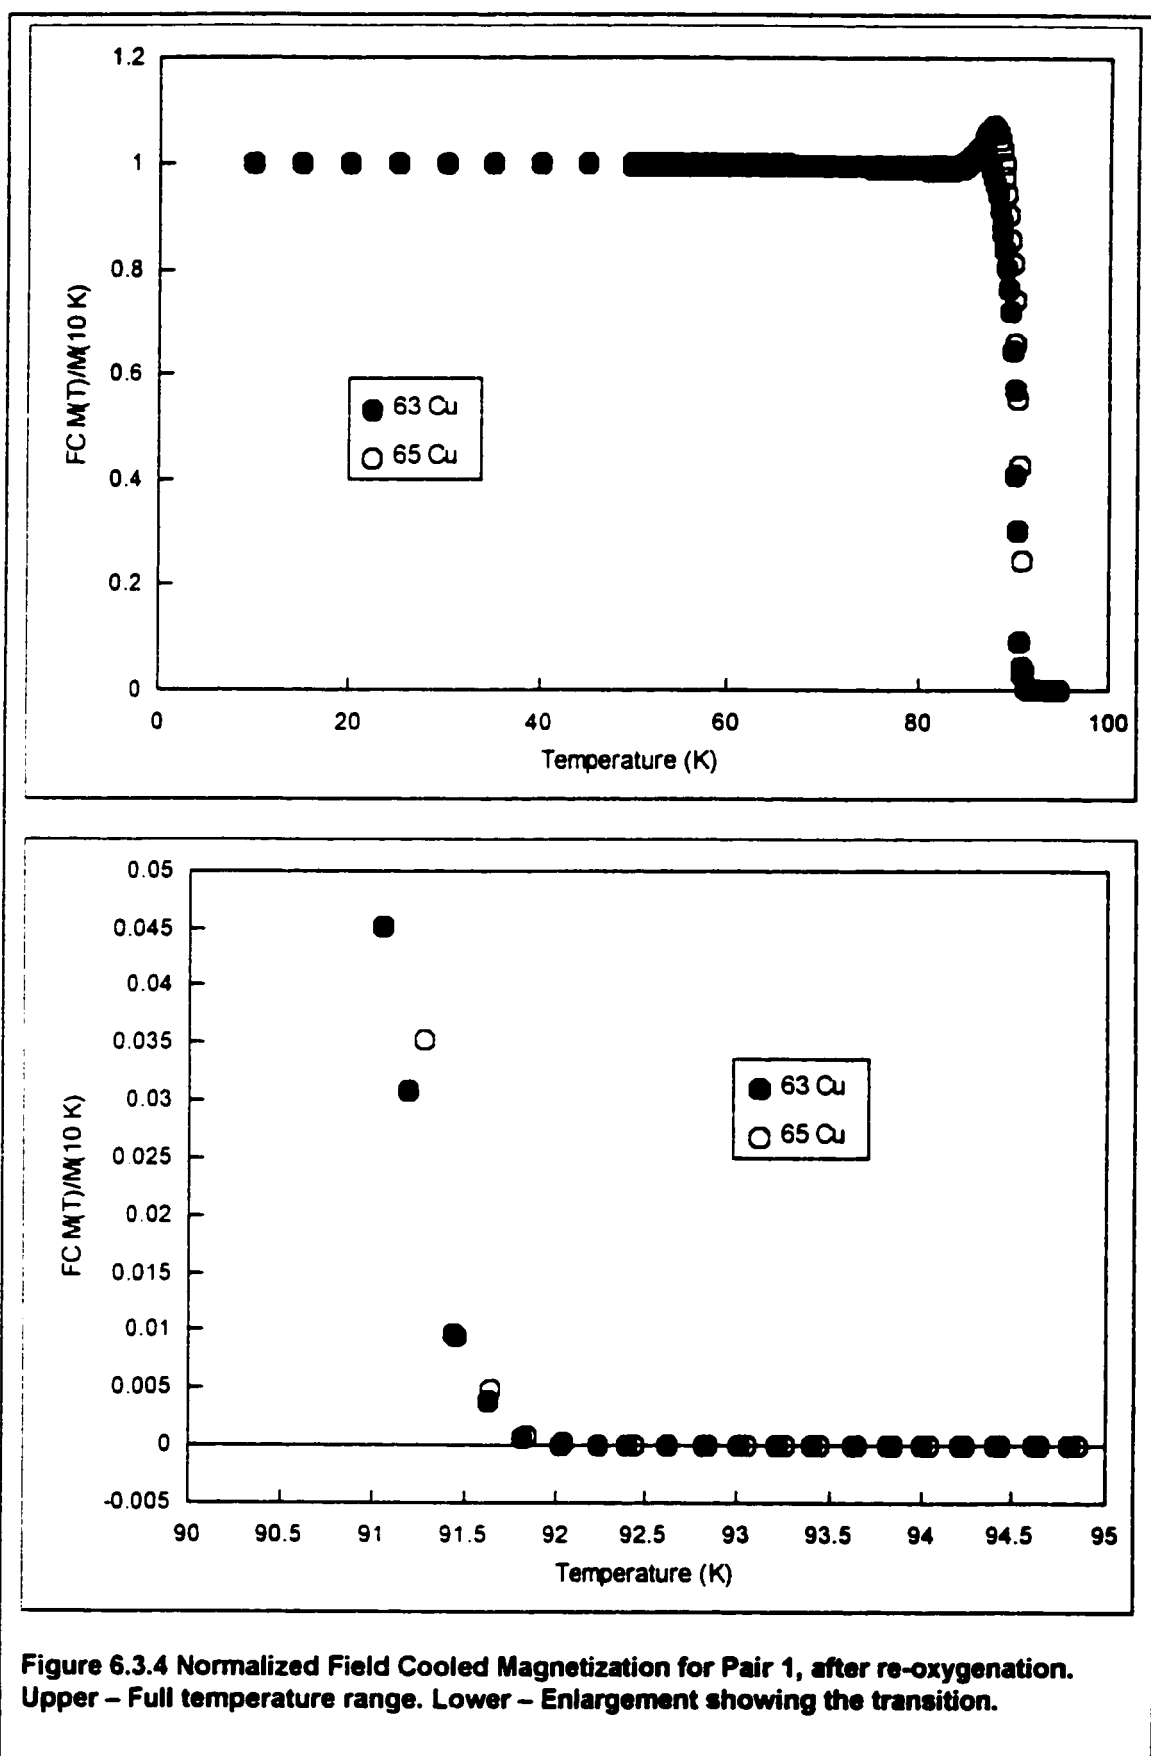 1.2
1
0.8
0.6
0.4
0.2
0
FC M(T)/M(10 K)
63 Cu
65 Cu
0 20 40 60 80 100
Temperature (K)
0.05
0.045
0.04
0.035
0.03
0.025
0.02
0.015
0.01
0.005
0
-0.005
FC M(T)/M(10 K)
63 Cu
65 Cu
90 90.5 91 91.5 92 92.5 93 93.5 94 94.5 95
Temperature (K)
Figure 6.3.4 Normalized Field Cooled Magnetization for Pair 1, after re-oxygenation.
Upper – Full temperature range. Lower – Enlargement showing the transition.